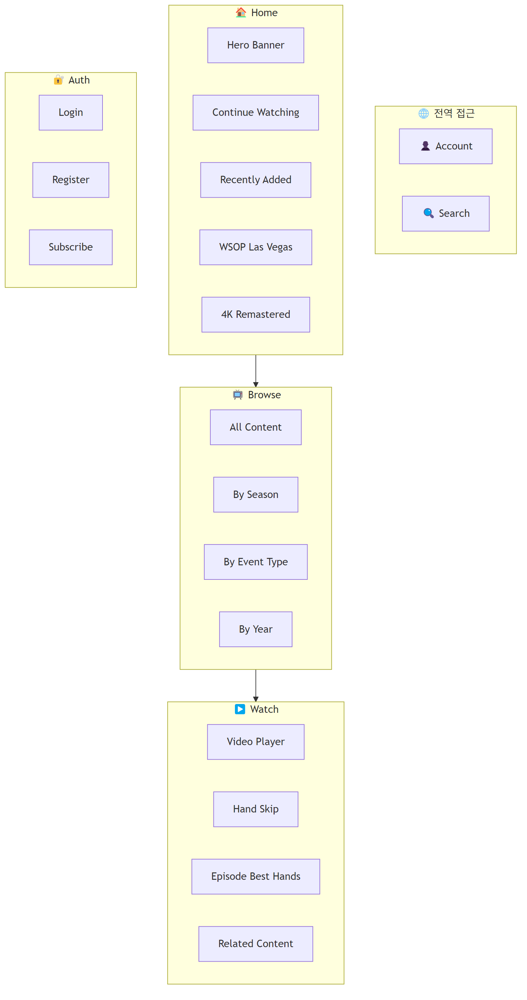 🏠 Home
Hero Banner
Continue Watching
Recently Added
WSOP Las Vegas
4K Remastered
🔐 Auth
Login
Register
Subscribe
🌐 전역 접근
👤 Account
🔍 Search
📺 Browse
All Content
By Season
By Event Type
By Year
▶️ Watch
Video Player
Hand Skip
Episode Best Hands
Related Content